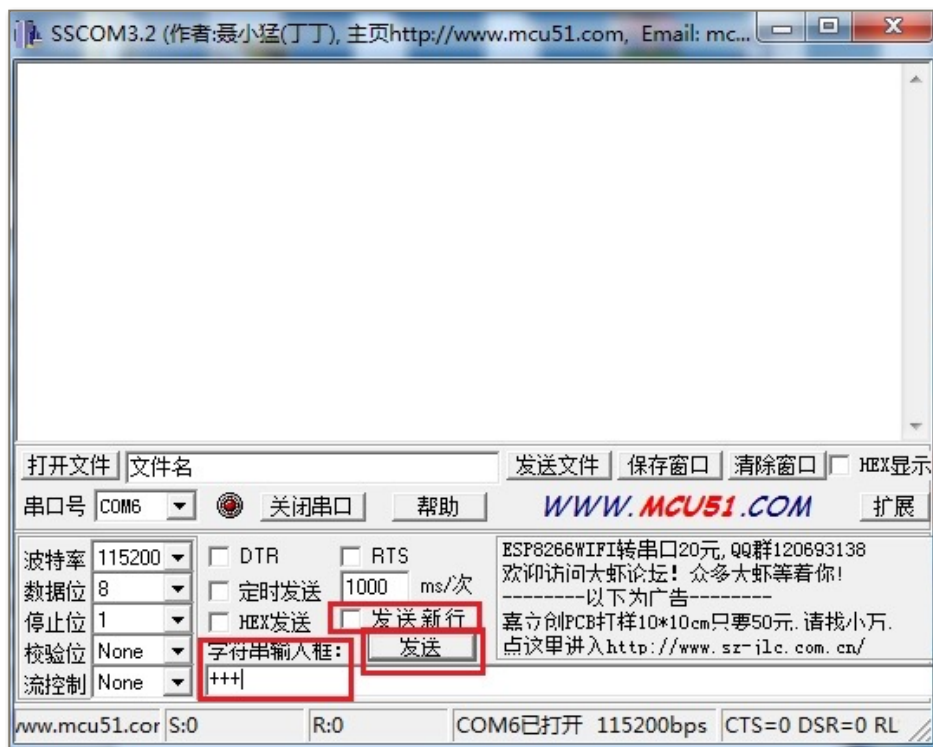 SSCOM3.2 (作者:聂小猛(丁丁), 主页http://www.mcu51.com, Email: mc...
打开文件 文件名 发送文件 保存窗口 清除窗口 HEX显示
串口号 COM6 关闭串口 帮助 WWW.MCU51.COM 扩展
波特率 115200 DTR RTS
数据位 8 定时发送 1000 ms/次
停止位 1 HEX发送 发送新行
校验位 None 字符串输入框: 发送
流控制 None +++
ESP8266WIFI转串口20元,QQ群120693138
欢迎访问大虾论坛! 众多大虾等着你!
--------以下为广告--------
嘉立创PCB打样10*10cm只要50元.请找小万.
点这里进入http://www.sz-jlc.com.cn/
www.mcu51.cor S:0 R:0 COM6已打开 115200bps CTS=0 DSR=0 RL